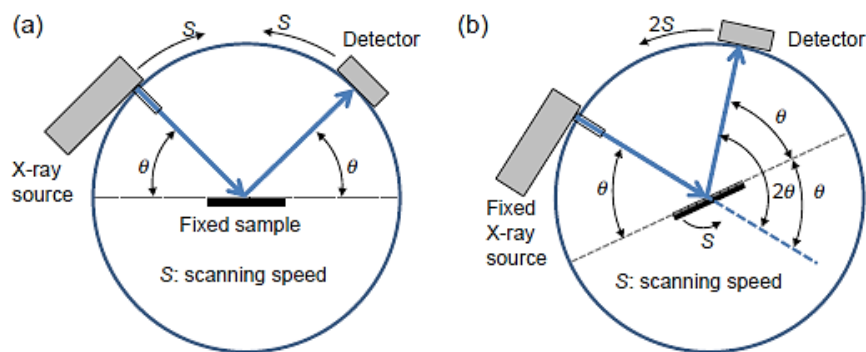 (a)
S
S
Detector
θ
θ
X-ray
source
Fixed sample
S: scanning speed
(b)
2S
Detector
θ
θ
2θ
θ
Fixed
X-ray
source
S
S: scanning speed